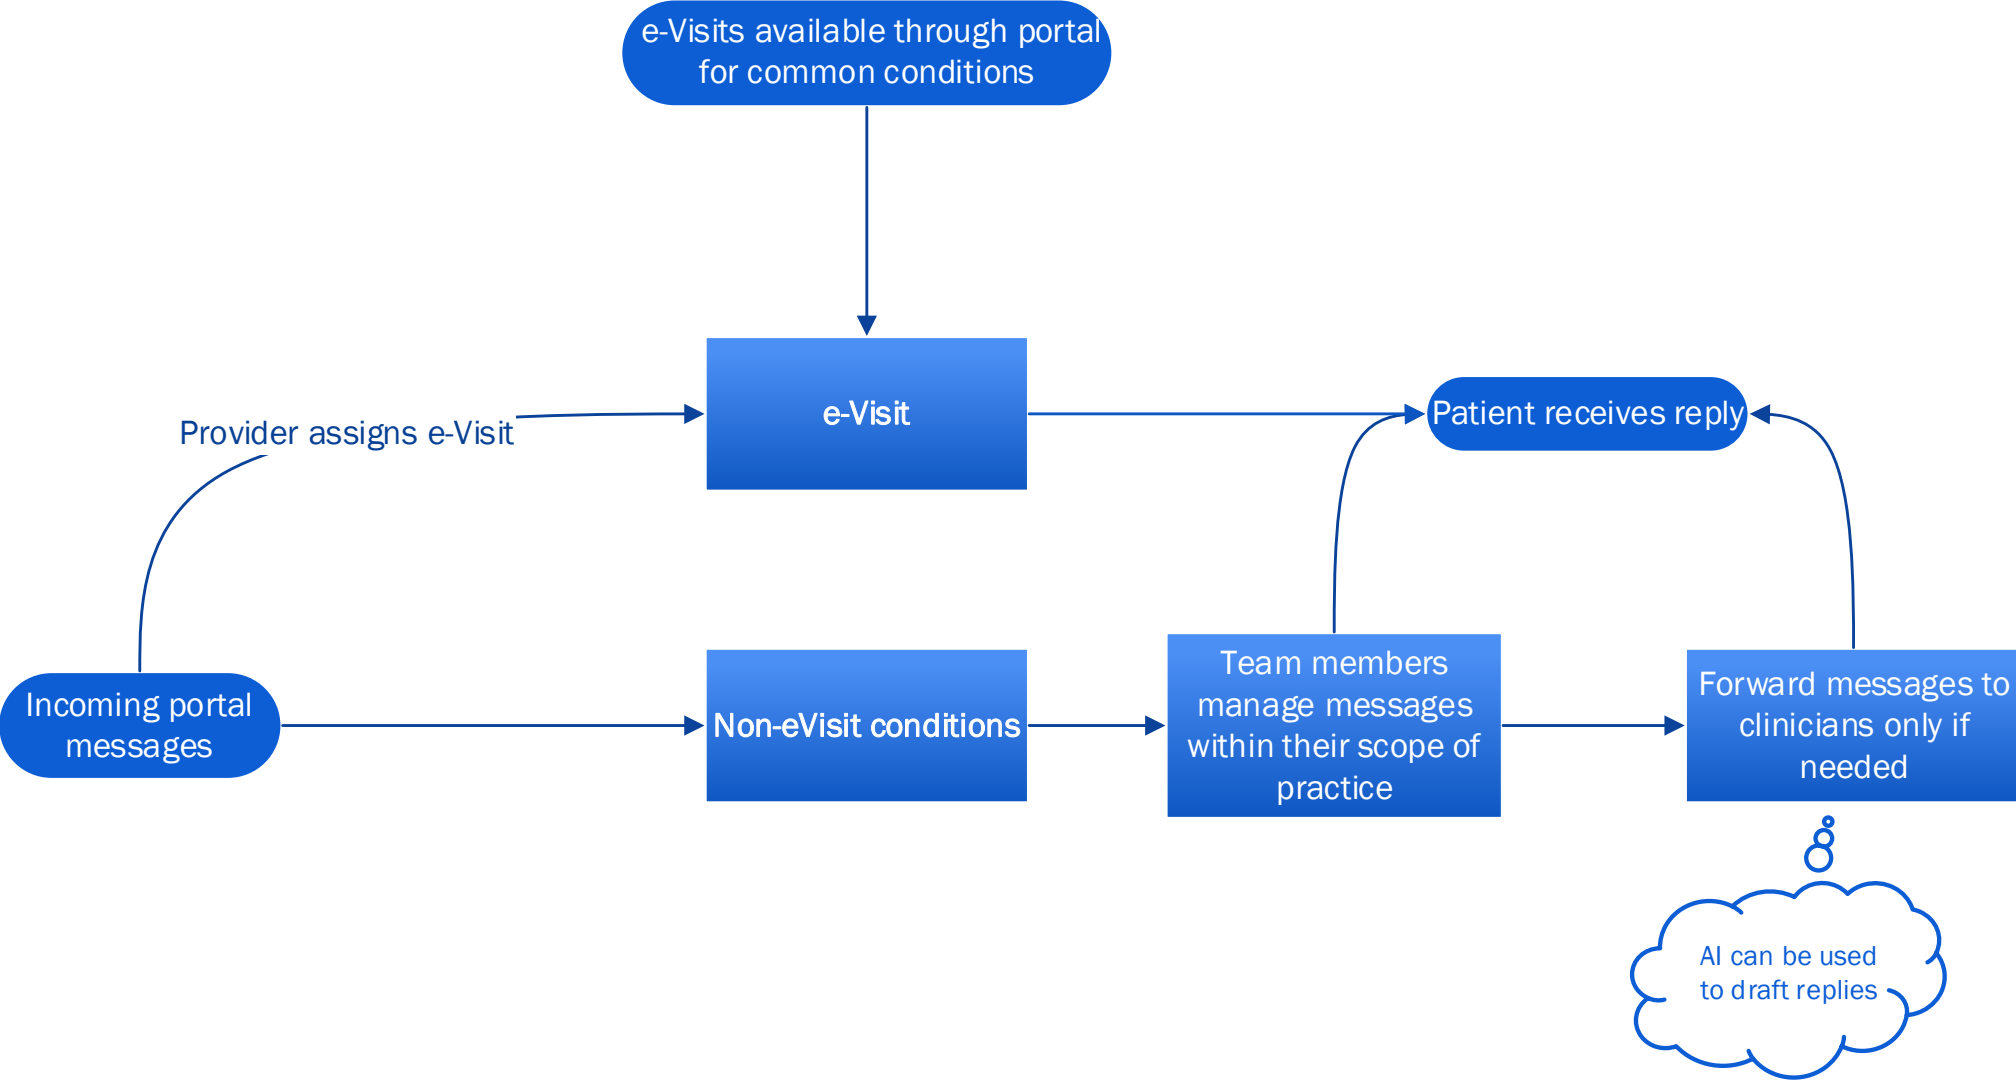 e-Visits available through portal
for common conditions
e-Visit
Patient receives reply
Provider assigns e-Visit
Incoming portal
messages
Non-eVisit conditions
Team members
manage messages
within their scope of
practice
Forward messages to
clinicians only if
needed
AI can be used
to draft replies